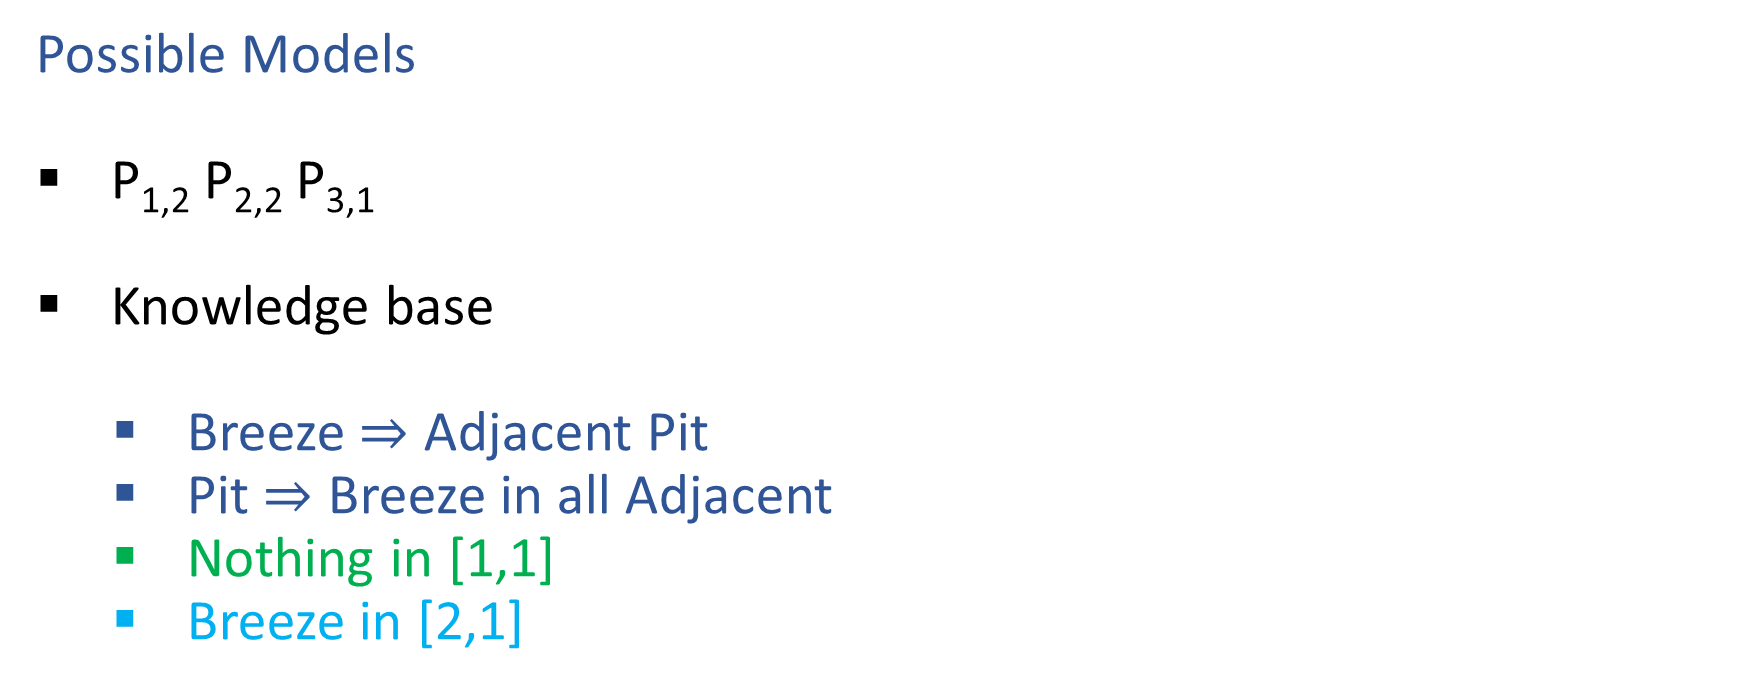 Possible Models
▪ P₁,₂ P₂,₂ P₃,₁
▪ Knowledge base
▪ Breeze ⇒ Adjacent Pit
▪ Pit ⇒ Breeze in all Adjacent
▪ Nothing in [1,1]
▪ Breeze in [2,1]